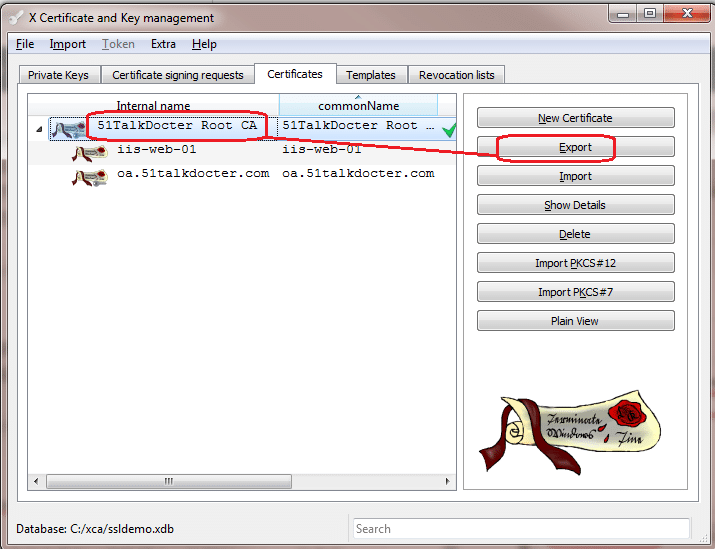 X Certificate and Key management
File Import Token Extra Help
Private Keys Certificate signing requests Certificates Templates Revocation lists
Internal name commonName
51TalkDocter Root CA 51TalkDocter Root ...
iis-web-01 iis-web-01
oa.51talkdocter.com oa.51talkdocter.com
New Certificate
Export
Import
Show Details
Delete
Import PKCS#12
Import PKCS#7
Plain View
Terminate
Windows
Fine
Database: C:/xca/ssldemo.xdb
Search